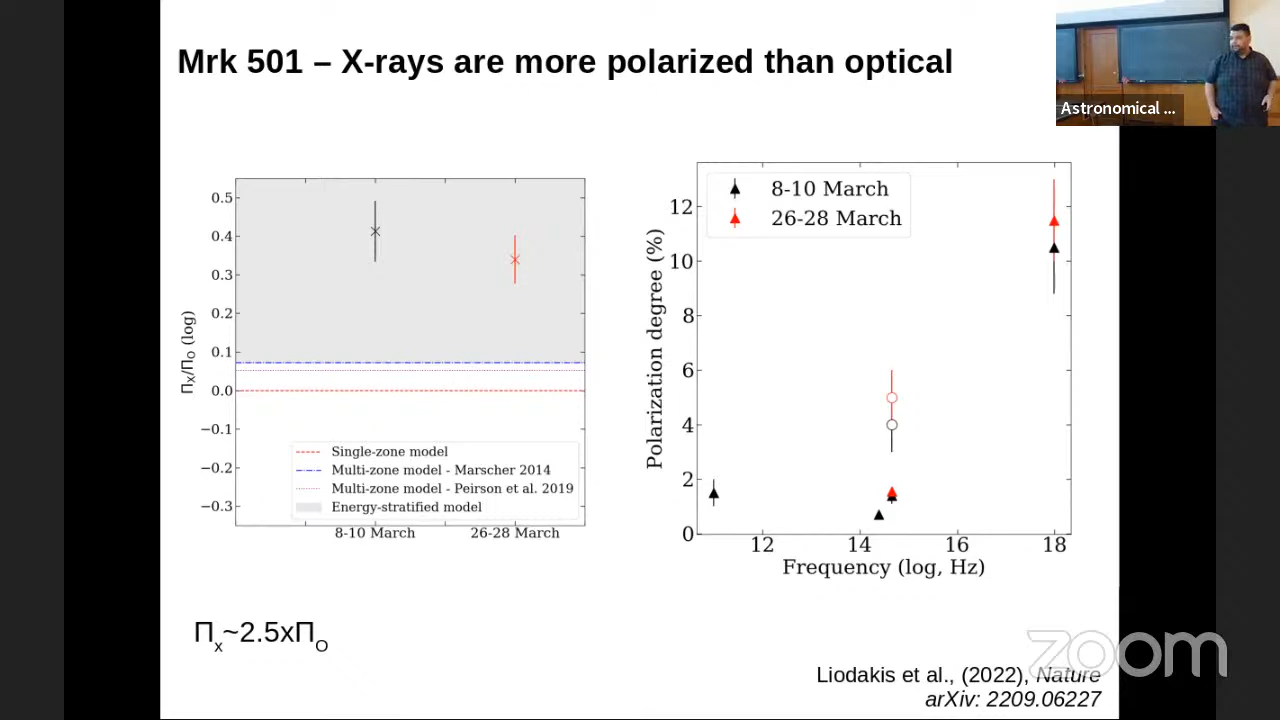 Mrk 501 – X-rays are more polarized than optical
Astronomical ...
0.5
0.4
0.3
0.2
0.1
0.0
−0.1
−0.2
−0.3
Πx/Πo (log)
Single-zone model
Multi-zone model - Marscher 2014
Multi-zone model - Peirson et al. 2019
Energy-stratified model
8-10 March
26-28 March
8-10 March
26-28 March
12
10
8
6
4
2
0
Polarization degree (%)
12
14
16
18
Frequency (log, Hz)
Πx~2.5xΠO
zoom
Liodakis et al., (2022), Nature
arXiv: 2209.06227